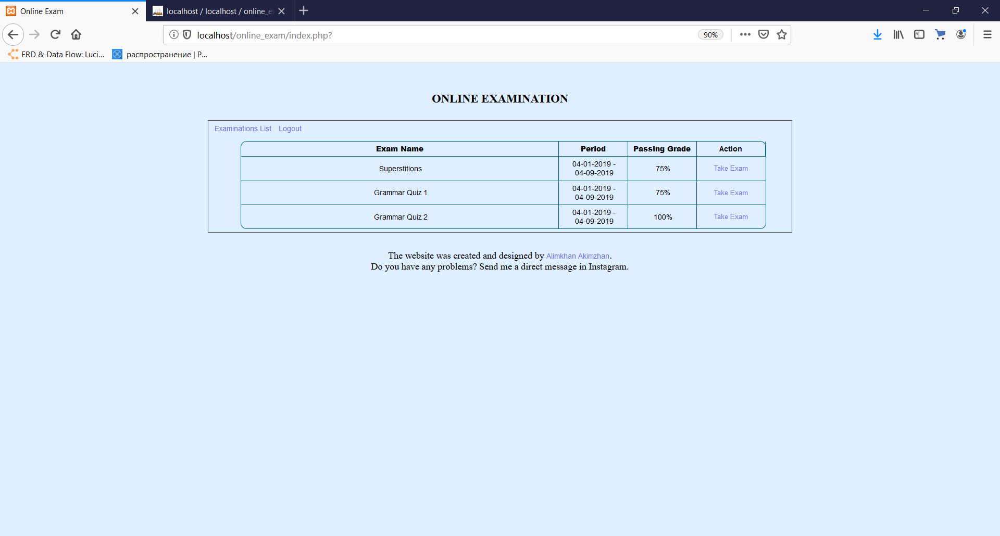 Online Exam
localhost / localhost / online_e
localhost/online_exam/index.php?
90%
ERD & Data Flow: Luci...
распространение | P...
ONLINE EXAMINATION
Examinations List Logout
Exam Name Period Passing Grade Action
Superstitions 04-01-2019 - 04-09-2019 75% Take Exam
Grammar Quiz 1 04-01-2019 - 04-09-2019 75% Take Exam
Grammar Quiz 2 04-01-2019 - 04-09-2019 100% Take Exam
The website was created and designed by Alimkhan Akimzhan.
Do you have any problems? Send me a direct message in Instagram.